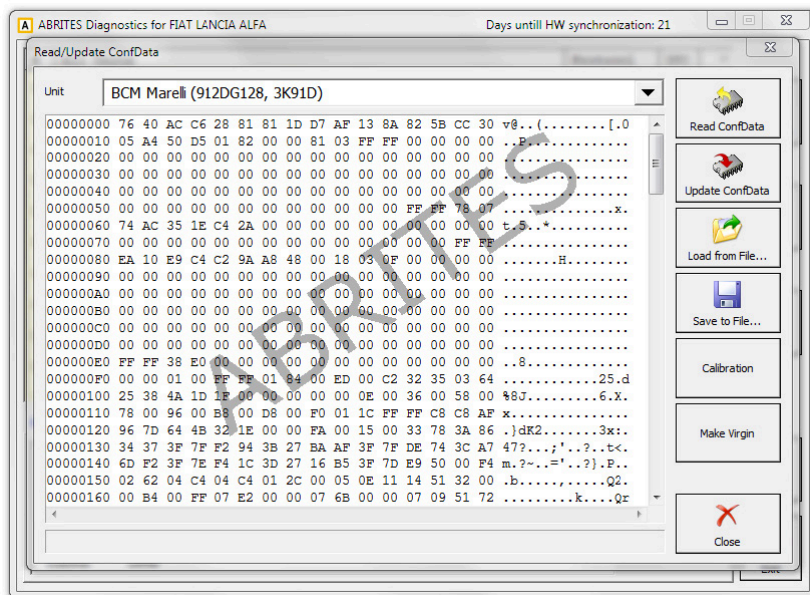 ABRITES Diagnostics for FIAT LANCIA ALFA
Days untill HW synchronization: 21
Read/Update ConfData
Unit
BCM Marelli (912DG128, 3K91D)
00000000 76 40 AC C6 28 81 81 1D D7 AF 13 8A 82 5B CC 30 v@..(........[.0
00000010 05 A4 50 D5 01 82 00 00 81 03 FF FF 00 00 00 00 ..P.............
00000020 00 00 00 00 00 00 00 00 00 00 00 00 00 00 00 00 ................
00000030 00 00 00 00 00 00 00 00 00 00 00 00 00 00 00 00 ................
00000040 00 00 00 00 00 00 00 00 00 00 00 00 00 00 00 00 ................
00000050 00 00 00 00 00 00 00 00 00 00 00 00 FF FF 78 07 ..............x.
00000060 74 AC 35 1E C4 2A 00 00 00 00 00 00 00 00 00 00 t.5..*..........
00000070 00 00 00 00 00 00 00 00 00 00 00 00 00 00 FF FF ................
00000080 EA 10 E9 C4 C2 9A A8 48 00 18 03 0F 00 00 00 00 .......H........
00000090 00 00 00 00 00 00 00 00 00 00 00 00 00 00 00 00 ................
000000A0 00 00 00 00 00 00 00 00 00 00 00 00 00 00 00 00 ................
000000B0 00 00 00 00 00 00 00 00 00 00 00 00 00 00 00 00 ................
000000C0 00 00 00 00 00 00 00 00 00 00 00 00 00 00 00 00 ................
000000D0 00 00 00 00 00 00 00 00 00 00 00 00 00 00 00 00 ................
000000E0 FF FF 38 E0 00 00 00 00 00 00 00 00 00 00 00 00 ..8.............
000000F0 00 00 01 00 FF FF 01 84 00 ED 00 C2 32 35 03 64 ............25.d
00000100 25 38 4A 1D 1F 00 00 00 00 00 0E 00 36 00 58 00 %8J.........6.X.
00000110 78 00 96 00 B8 00 D8 00 F0 01 1C FF FF C8 C8 AF x...............
00000120 96 7D 64 4B 32 1E 00 00 FA 00 15 00 33 78 3A 86 .}dK2.......3x:.
00000130 34 37 3F 7F F2 94 3B 27 BA AF 3F 7F DE 74 3C A7 47?...;'..?..t<.
00000140 6D F2 3F 7E F4 1C 3D 27 16 B5 3F 7D E9 50 00 F4 m.?~..='..?}.P..
00000150 02 62 04 C4 04 C4 01 2C 00 05 0E 11 14 51 32 00 .b.....,.....Q2.
00000160 00 B4 00 FF 07 E2 00 00 07 6B 00 00 07 09 51 72 .........k....Qr
ABRITES
Read ConfData
Update ConfData
Load from File...
Save to File...
Calibration
Make Virgin
Close